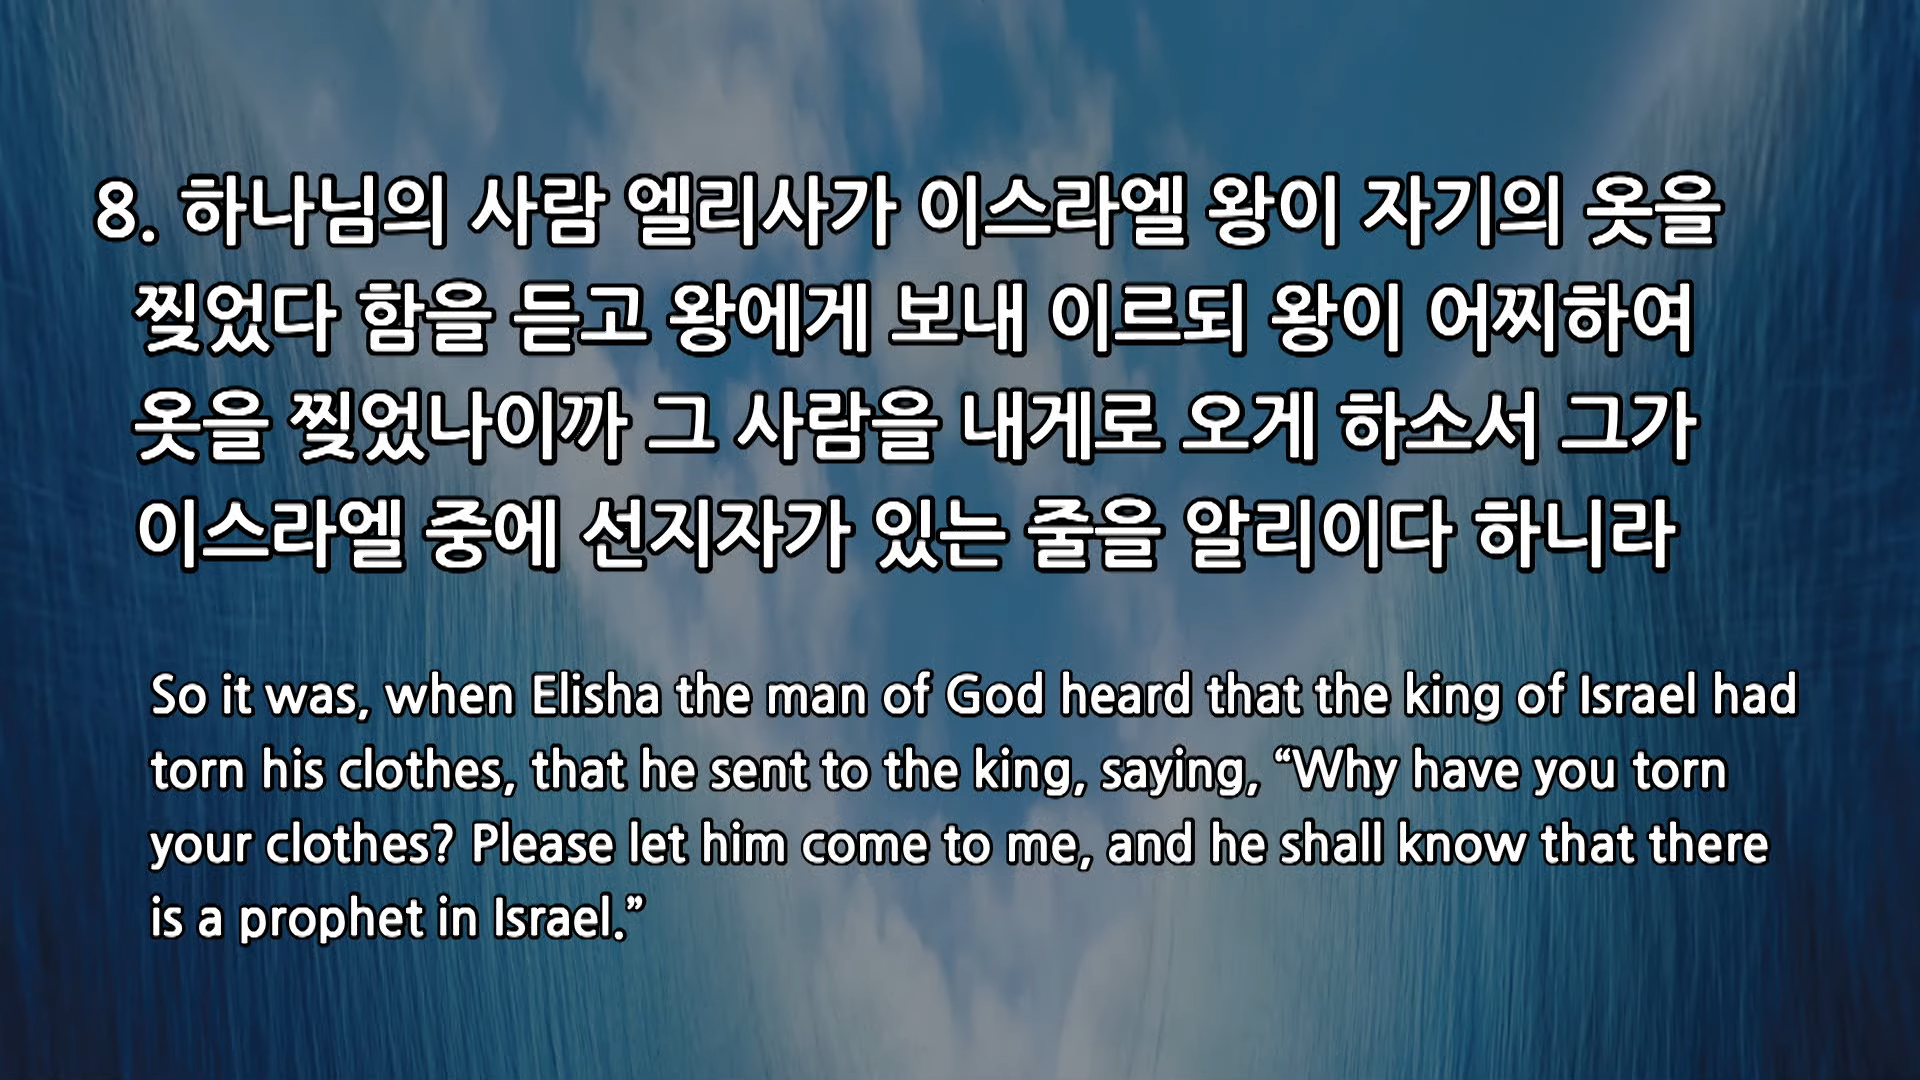 8. 하나님의 사람 엘리사가 이스라엘 왕이 자기의 옷을
찢었다 함을 듣고 왕에게 보내 이르되 왕이 어찌하여
옷을 찢었나이까 그 사람을 내게로 오게 하소서 그가
이스라엘 중에 선지자가 있는 줄을 알리이다 하니라
So it was, when Elisha the man of God heard that the king of Israel had
torn his clothes, that he sent to the king, saying, “Why have you torn
your clothes? Please let him come to me, and he shall know that there
is a prophet in Israel.”